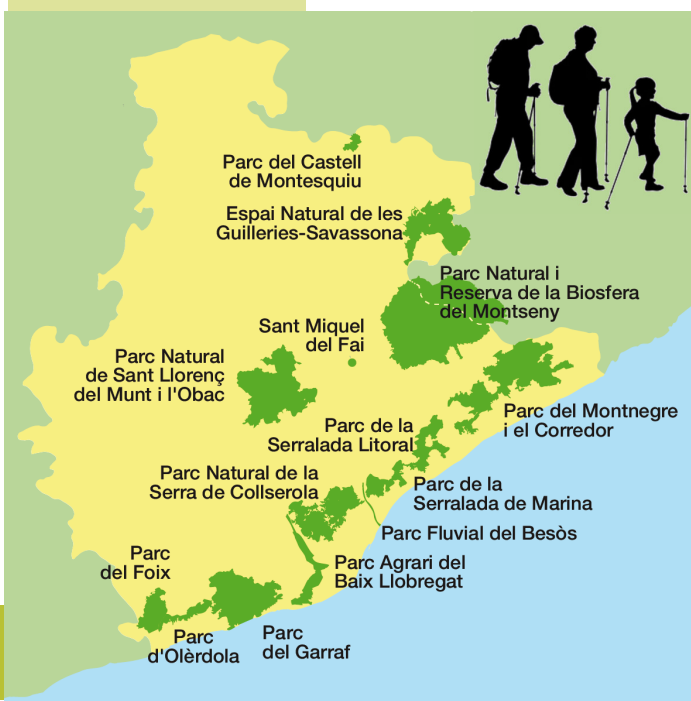 Parc del Castell
de Montesquiu
Espai Natural de les
Guilleries-Savassona
Parc Natural i
Reserva de la Biosfera
del Montseny
Sant Miquel
del Fai
Parc Natural
de Sant Llorenç
del Munt i l'Obac
Parc del Montnegre
i el Corredor
Parc de la
Serralada Litoral
Parc Natural de la
Serra de Collserola
Parc de la
Serralada de Marina
Parc Fluvial del Besòs
Parc
del Foix
Parc Agrari del
Baix Llobregat
Parc
d'Olèrdola
Parc
del Garraf